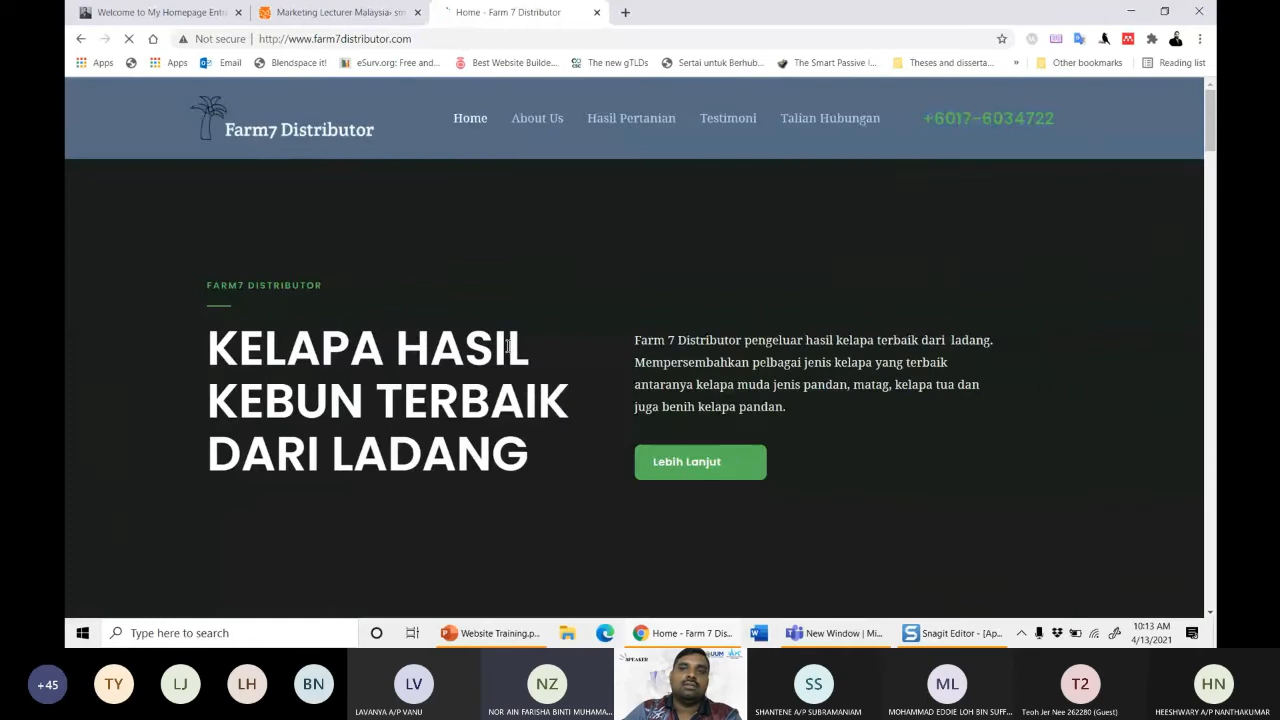 Welcome to My Homepage Entr
Marketing Lecturer Malaysia- sm
Home - Farm 7 Distributor
Not secure
http://www.farm7distributor.com
Apps
Apps
Email
Blendspace it!
eSurv.org: Free and...
Best Website Builde...
The new gTLDs
Sertai untuk Berhub...
The Smart Passive I...
Theses and disserta...
»
Other bookmarks
Reading list
Farm7 Distributor
Home
About Us
Hasil Pertanian
Testimoni
Talian Hubungan
+6017-6034722
FARM7 DISTRIBUTOR
KELAPA HASIL
KEBUN TERBAIK
DARI LADANG
Farm 7 Distributor pengeluar hasil kelapa terbaik dari ladang.
Mempersembahkan pelbagai jenis kelapa yang terbaik
antaranya kelapa muda jenis pandan, matag, kelapa tua dan
juga benih kelapa pandan.
Lebih Lanjut
Type here to search
Website Training.p...
Home - Farm 7 Dis...
New Window | Mi...
Snagit Editor - [Ap...
10:13 AM
4/13/2021
+45
TY
LJ
LH
BN
LV
LAVANYA A/P VANU
NZ
NOR AIN FARISHA BINTI MUHAMA...
SPEAKER
UUM
SS
SHANTENE A/P SUBRAMANIAM
ML
MOHAMMAD EDDIE LOH BIN SUFF...
T2
Teoh Jer Nee 262280 (Guest)
HN
HEESHWARY A/P NANTHAKUMAR